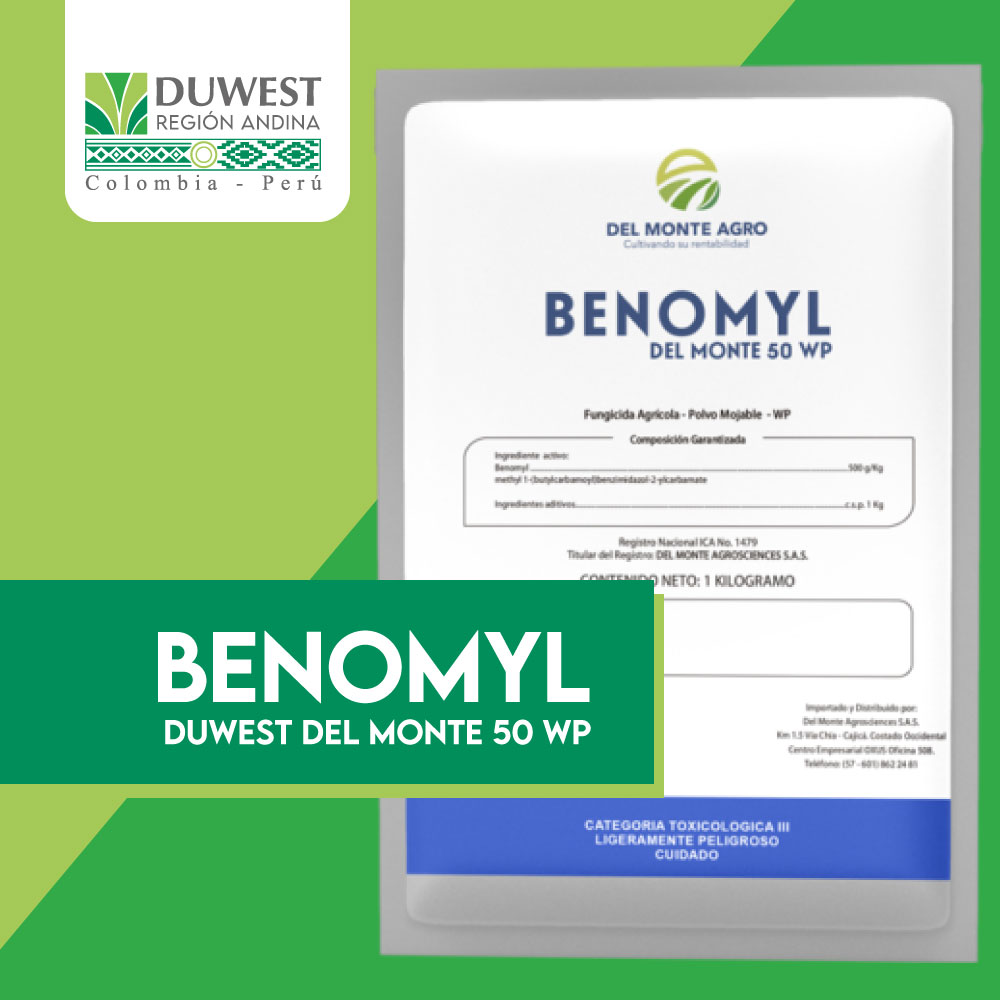 DUWEST
REGIÓN ANDINA
Colombia - Perú
DEL MONTE AGRO
Cultivando su rentabilidad
BENOMYL
DEL MONTE 50 WP
Fungicida Agrícola - Polvo Mojable - WP
Composición Garantizada
Ingrediente activo:
Benomyl 500 g/Kg
methyl 1-(butylcarbamoyl)benzimidazol-2-ylcarbamate
Ingredientes aditivos c.s.p. 1 Kg
Registro Nacional ICA No. 1479
Titular del Registro: DEL MONTE AGROSCIENCES S.A.S.
CONTENIDO NETO: 1 KILOGRAMO
BENOMYL
DUWEST DEL MONTE 50 WP
Importado y Distribuido por:
Del Monte Agrosciences S.A.S.
Km 1.5 Vía Chía - Cajicá. Costado Occidental
Centro Empresarial OXUS Oficina 508.
Teléfono: (57 - 601) 862 24 81
CATEGORIA TOXICOLOGICA III
LIGERAMENTE PELIGROSO
CUIDADO